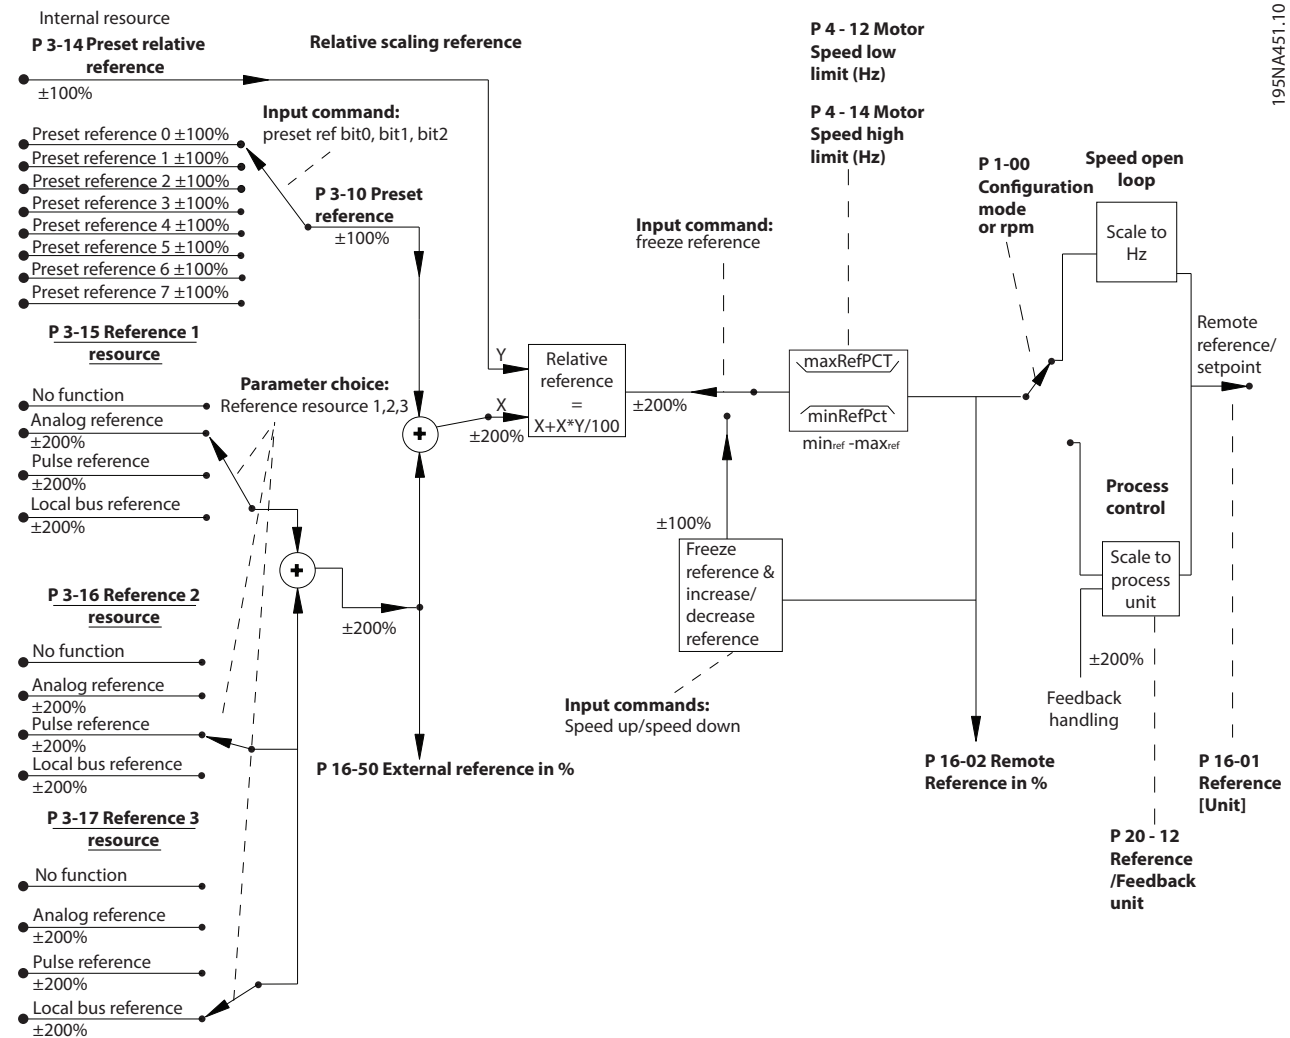 Internal resource
P 3-14 Preset relative
reference
±100%
Relative scaling reference
Input command:
preset ref bit0, bit1, bit2
Preset reference 0 ±100%
Preset reference 1 ±100%
Preset reference 2 ±100%
Preset reference 3 ±100%
Preset reference 4 ±100%
Preset reference 5 ±100%
Preset reference 6 ±100%
Preset reference 7 ±100%
P 3-10 Preset
reference
±100%
P 3-15 Reference 1
resource
No function
Analog reference
±200%
Pulse reference
±200%
Local bus reference
±200%
Parameter choice:
Reference resource 1,2,3
P 3-16 Reference 2
resource
No function
Analog reference
±200%
Pulse reference
±200%
Local bus reference
±200%
P 3-17 Reference 3
resource
No function
Analog reference
±200%
Pulse reference
±200%
Local bus reference
±200%
+
±200%
+
P 16-50 External reference in %
Y
X
±200%
Relative
reference
=
X+X*Y/100
±200%
Input command:
freeze reference
P 4 - 12 Motor
Speed low
limit (Hz)
P 4 - 14 Motor
Speed high
limit (Hz)
maxRefPCT
minRefPct
minref -maxref
±100%
Freeze
reference &
increase/
decrease
reference
Input commands:
Speed up/speed down
P 16-02 Remote
Reference in %
P 1-00
Configuration
mode
or rpm
Speed open
loop
Scale to
Hz
Remote
reference/
setpoint
Process
control
Scale to
process
unit
±200%
Feedback
handling
P 16-01
Reference
[Unit]
P 20 - 12
Reference
/Feedback
unit
195NA451.10